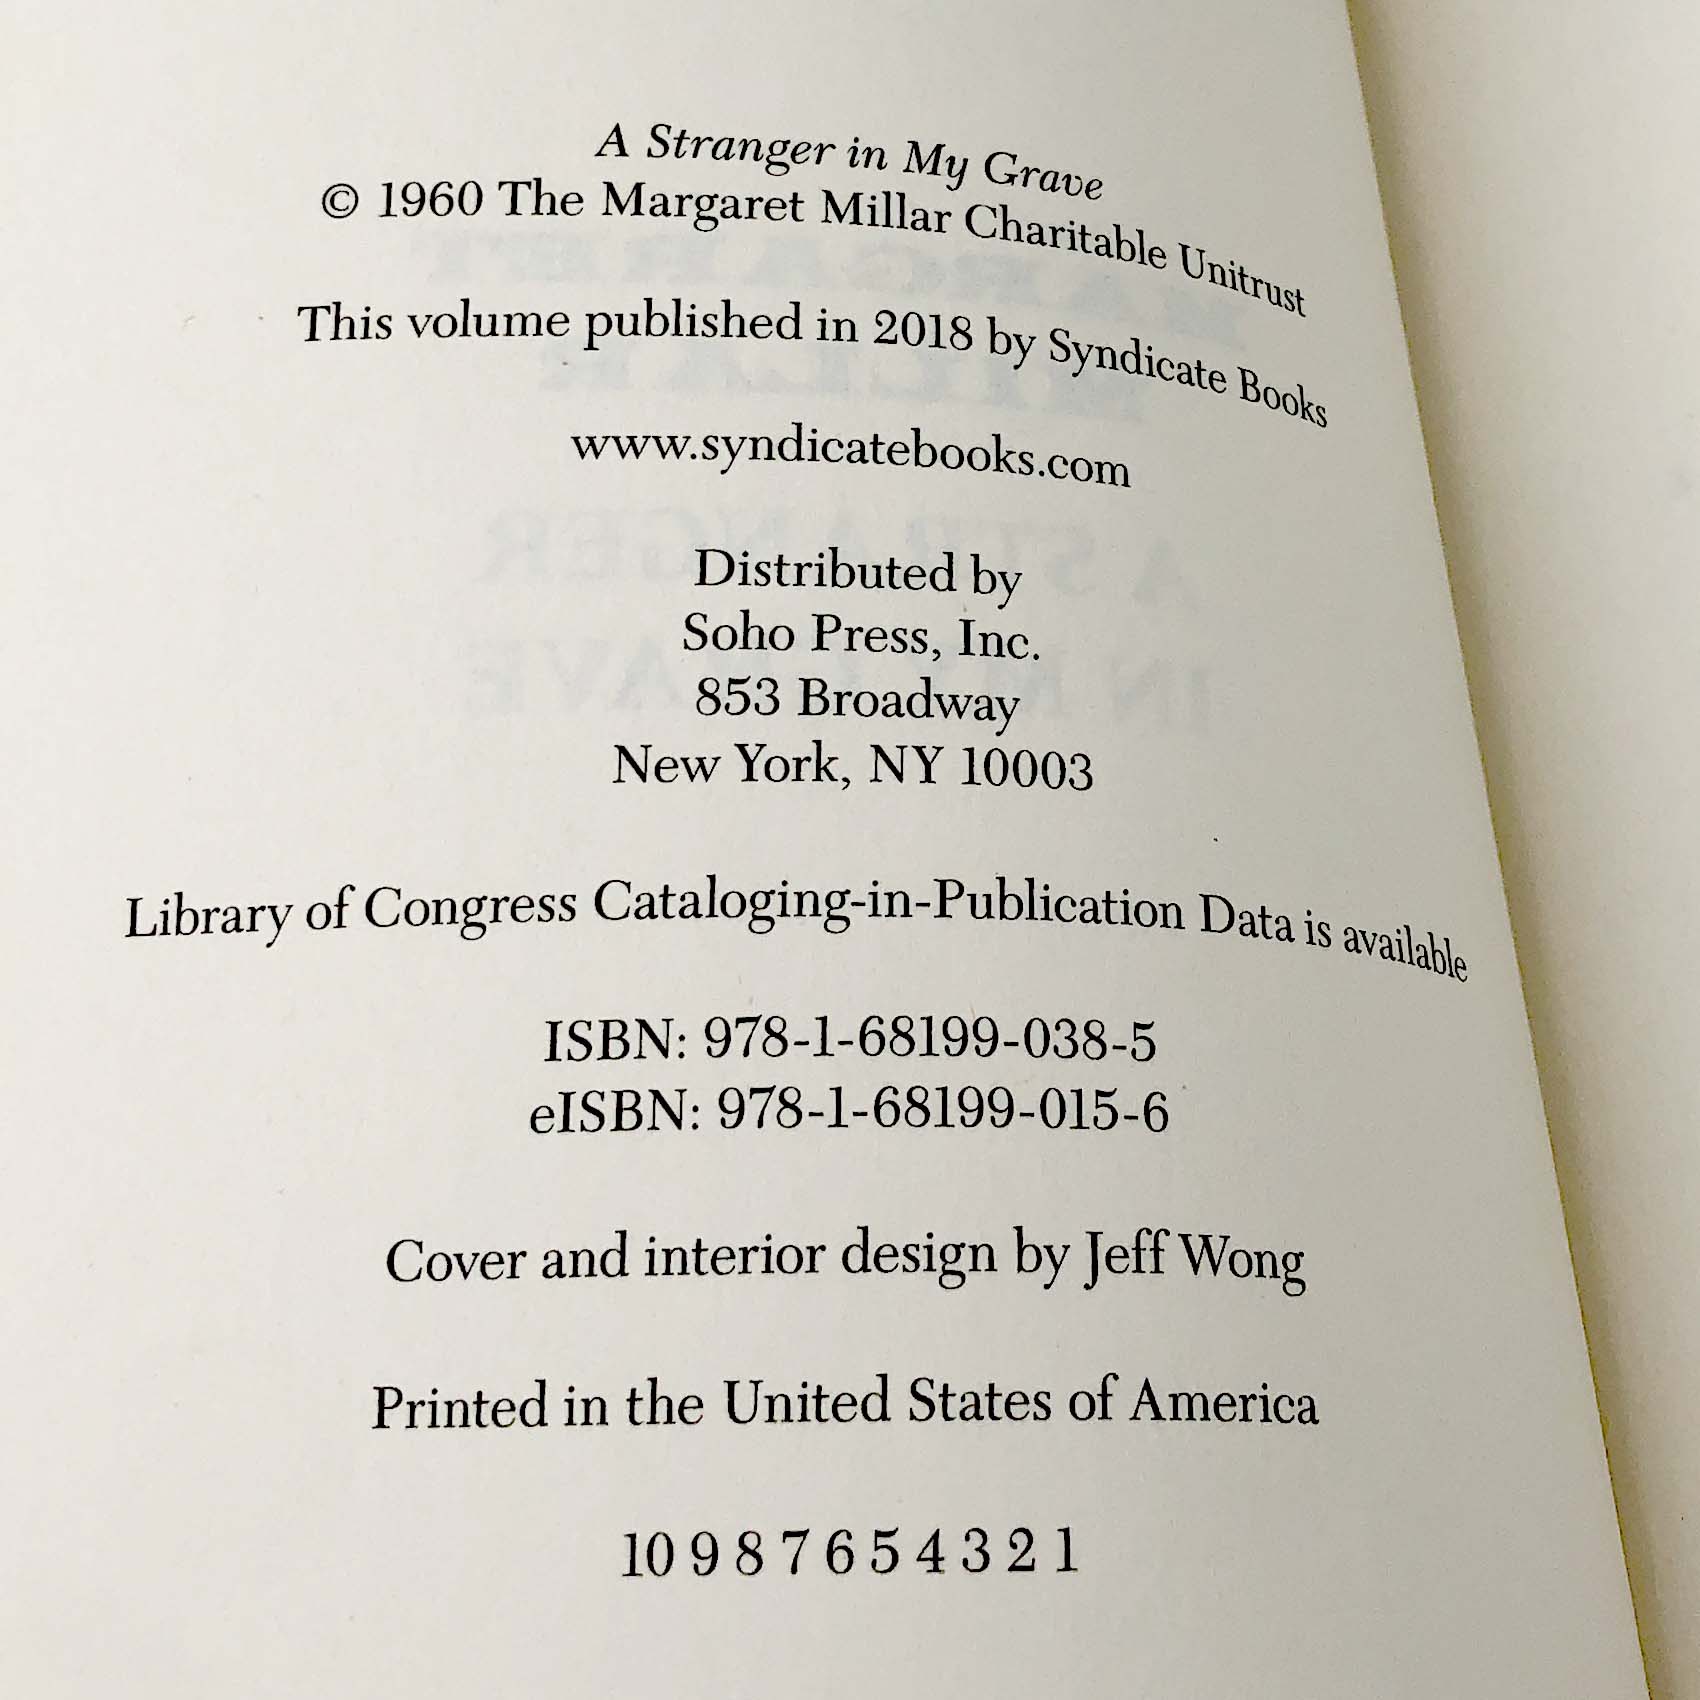 A Stranger in My Grave
© 1960 The Margaret Millar Charitable Unitrust
This volume published in 2018 by Syndicate Books
www.syndicatebooks.com
Distributed by
Soho Press, Inc.
853 Broadway
New York, NY 10003
Library of Congress Cataloging-in-Publication Data is available
ISBN: 978-1-68199-038-5
eISBN: 978-1-68199-015-6
Cover and interior design by Jeff Wong
Printed in the United States of America
10 9 8 7 6 5 4 3 2 1